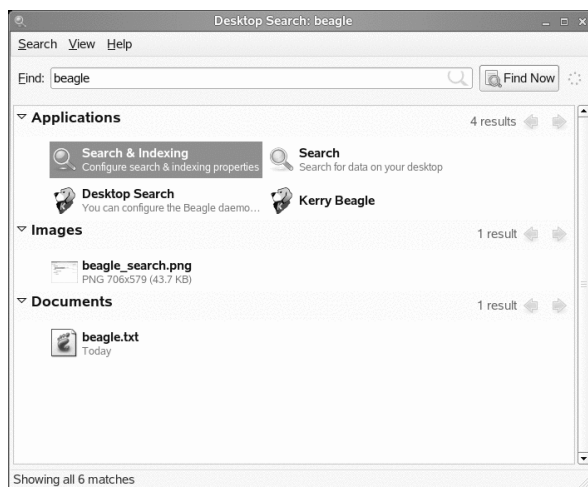 Desktop Search: beagle
Search View Help
Find: beagle Find Now
Applications 4 results
Search & Indexing
Configure search & indexing properties
Search
Search for data on your desktop
Desktop Search
You can configure the Beagle daemo...
Kerry Beagle
Images 1 result
beagle_search.png
PNG 706x579 (43.7 KB)
Documents 1 result
beagle.txt
Today
Showing all 6 matches